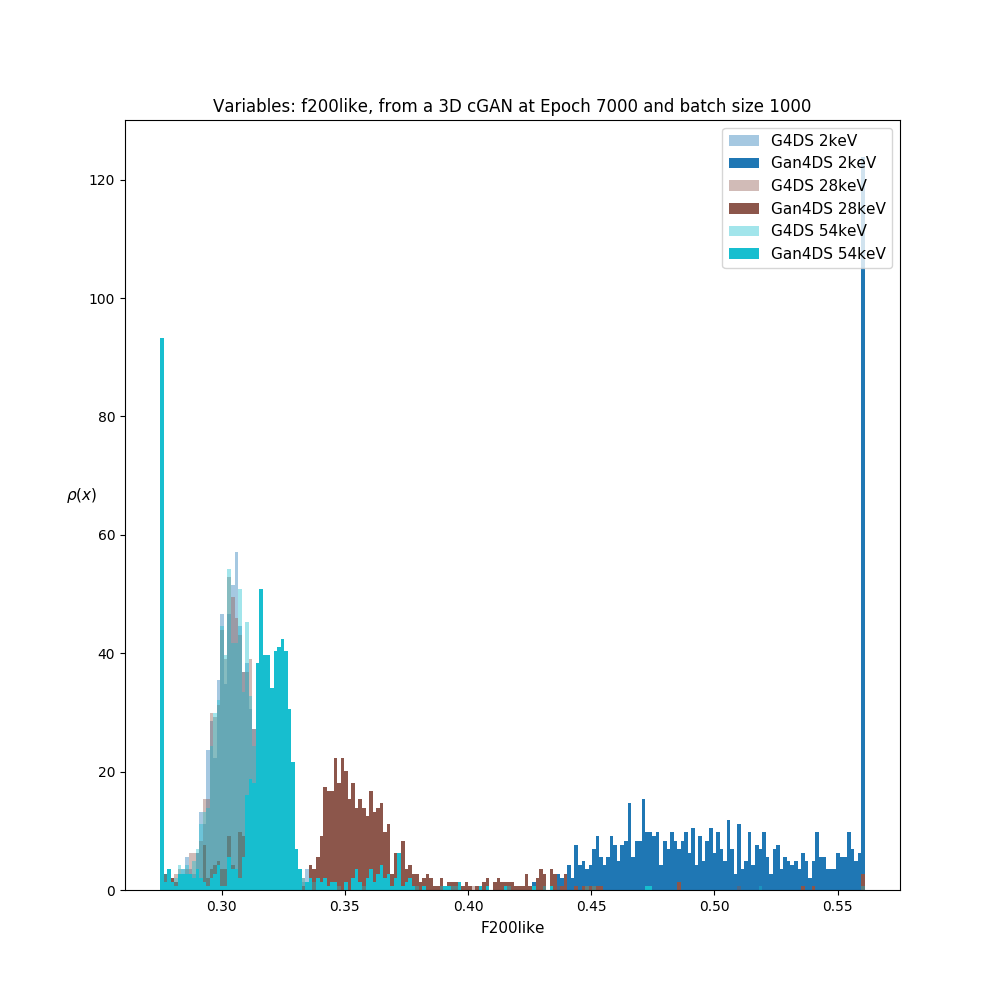 Variables: f200like, from a 3D cGAN at Epoch 7000 and batch size 1000
G4DS 2keV
Gan4DS 2keV
G4DS 28keV
Gan4DS 28keV
G4DS 54keV
Gan4DS 54keV
120
100
80
60
40
20
0
ρ(x)
0.30 0.35 0.40 0.45 0.50 0.55
F200like